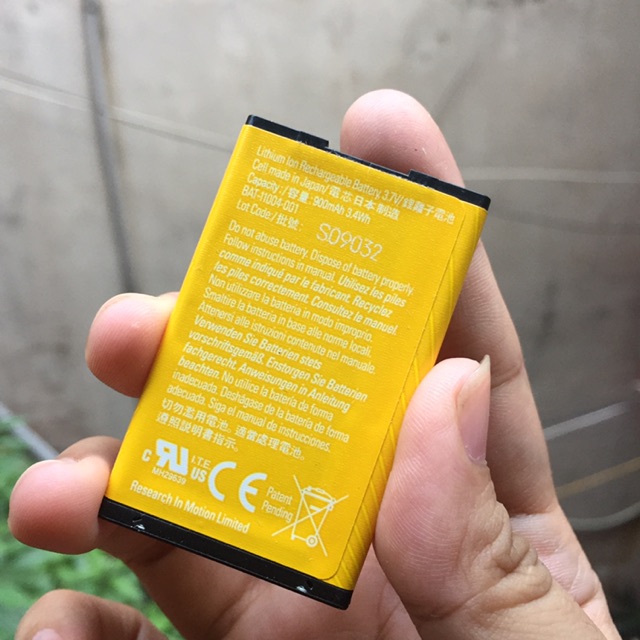 Lithium Ion Rechargeable Battery 3.7V/鋰離子電池
Cell made in Japan/電芯日本制造
Capacity/容量 900mAh 3.4Wh
BAT-11004-001
Lot Code/批號 S09032
Do not abuse battery. Dispose of battery properly.
Follow instructions in manual. Utilisez les piles
comme indiqué par le fabricant. Recyclez
les piles correctement. Consultez le manuel
Non utilizzare la batteria in modo improprio.
Smaltire la batteria in base alle norme locali.
Attenersi alle istruzioni contenute nel manuale.
Verwenden Sie Batterien stets
vorschriftsmäßig. Entsorgen Sie Batterien
fachgerecht. Anweisungen in Anleitung
beachten. No utilice la batería de forma
inadecuada. Deshágase de la batería de forma
adecuada. Siga el manual de instrucciones.
切勿濫用電池。適當處理電池。
遵照說明書指示。
c UR US I.T.E. CE
MH29639
Patent
Pending
Research In Motion Limited